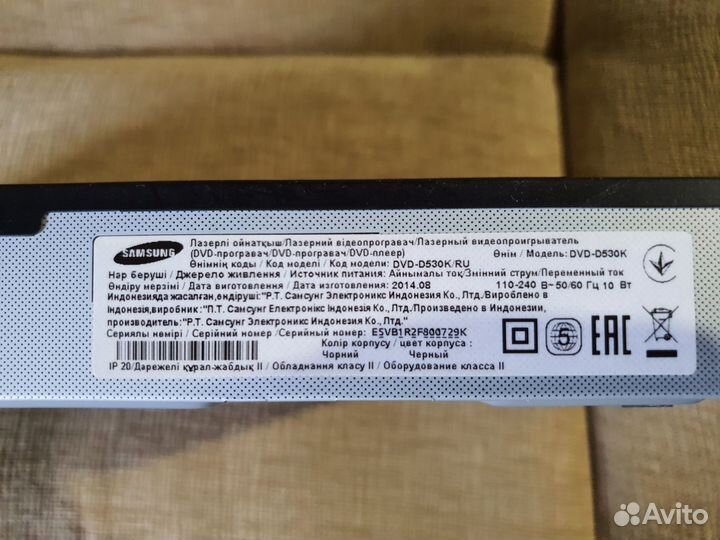 SAMSUNG
Лазерлі ойнатқыш/Лазерний відеопрогравач/Лазерный видеопроигрыватель
(DVD-програвач/DVD-програвач/DVD-плеер) Өнім / Модель: DVD-D530K
Өнімнің коды / Код моделі / Код модели: DVD-D530K/RU
Нар беруші / Джерело живлення / Источник питания: Айнымалы ток/Змінний струм/Переменный ток
Өндіру мерзімі / Дата виготовлення / Дата изготовления: 2014.08 110-240 В~50/60 Гц 10 Вт
Индонезияда жасалған,өндіруші:"Р.Т. Самсунг Электроникс Индонезия Ко., Лтд./Вироблено в
Індонезія,виробник : "П.Т. Самсунг Електронікс Індонезія Ко., Лтд./Произведено в Индонезии,
производитель: "П.Т. Самсунг Электроникс Индонезия Ко., Лтд."
Сериялы нөмірі / Серийний номер /Серийный номер: E5VB1R2F800729K
Колір корпусу / цвет корпуса :
Чорний Черный
5
EAC
IP 20/Дәрежелі құрал-жабдық II / Обладнання класу II / Оборудование класса II
Avito